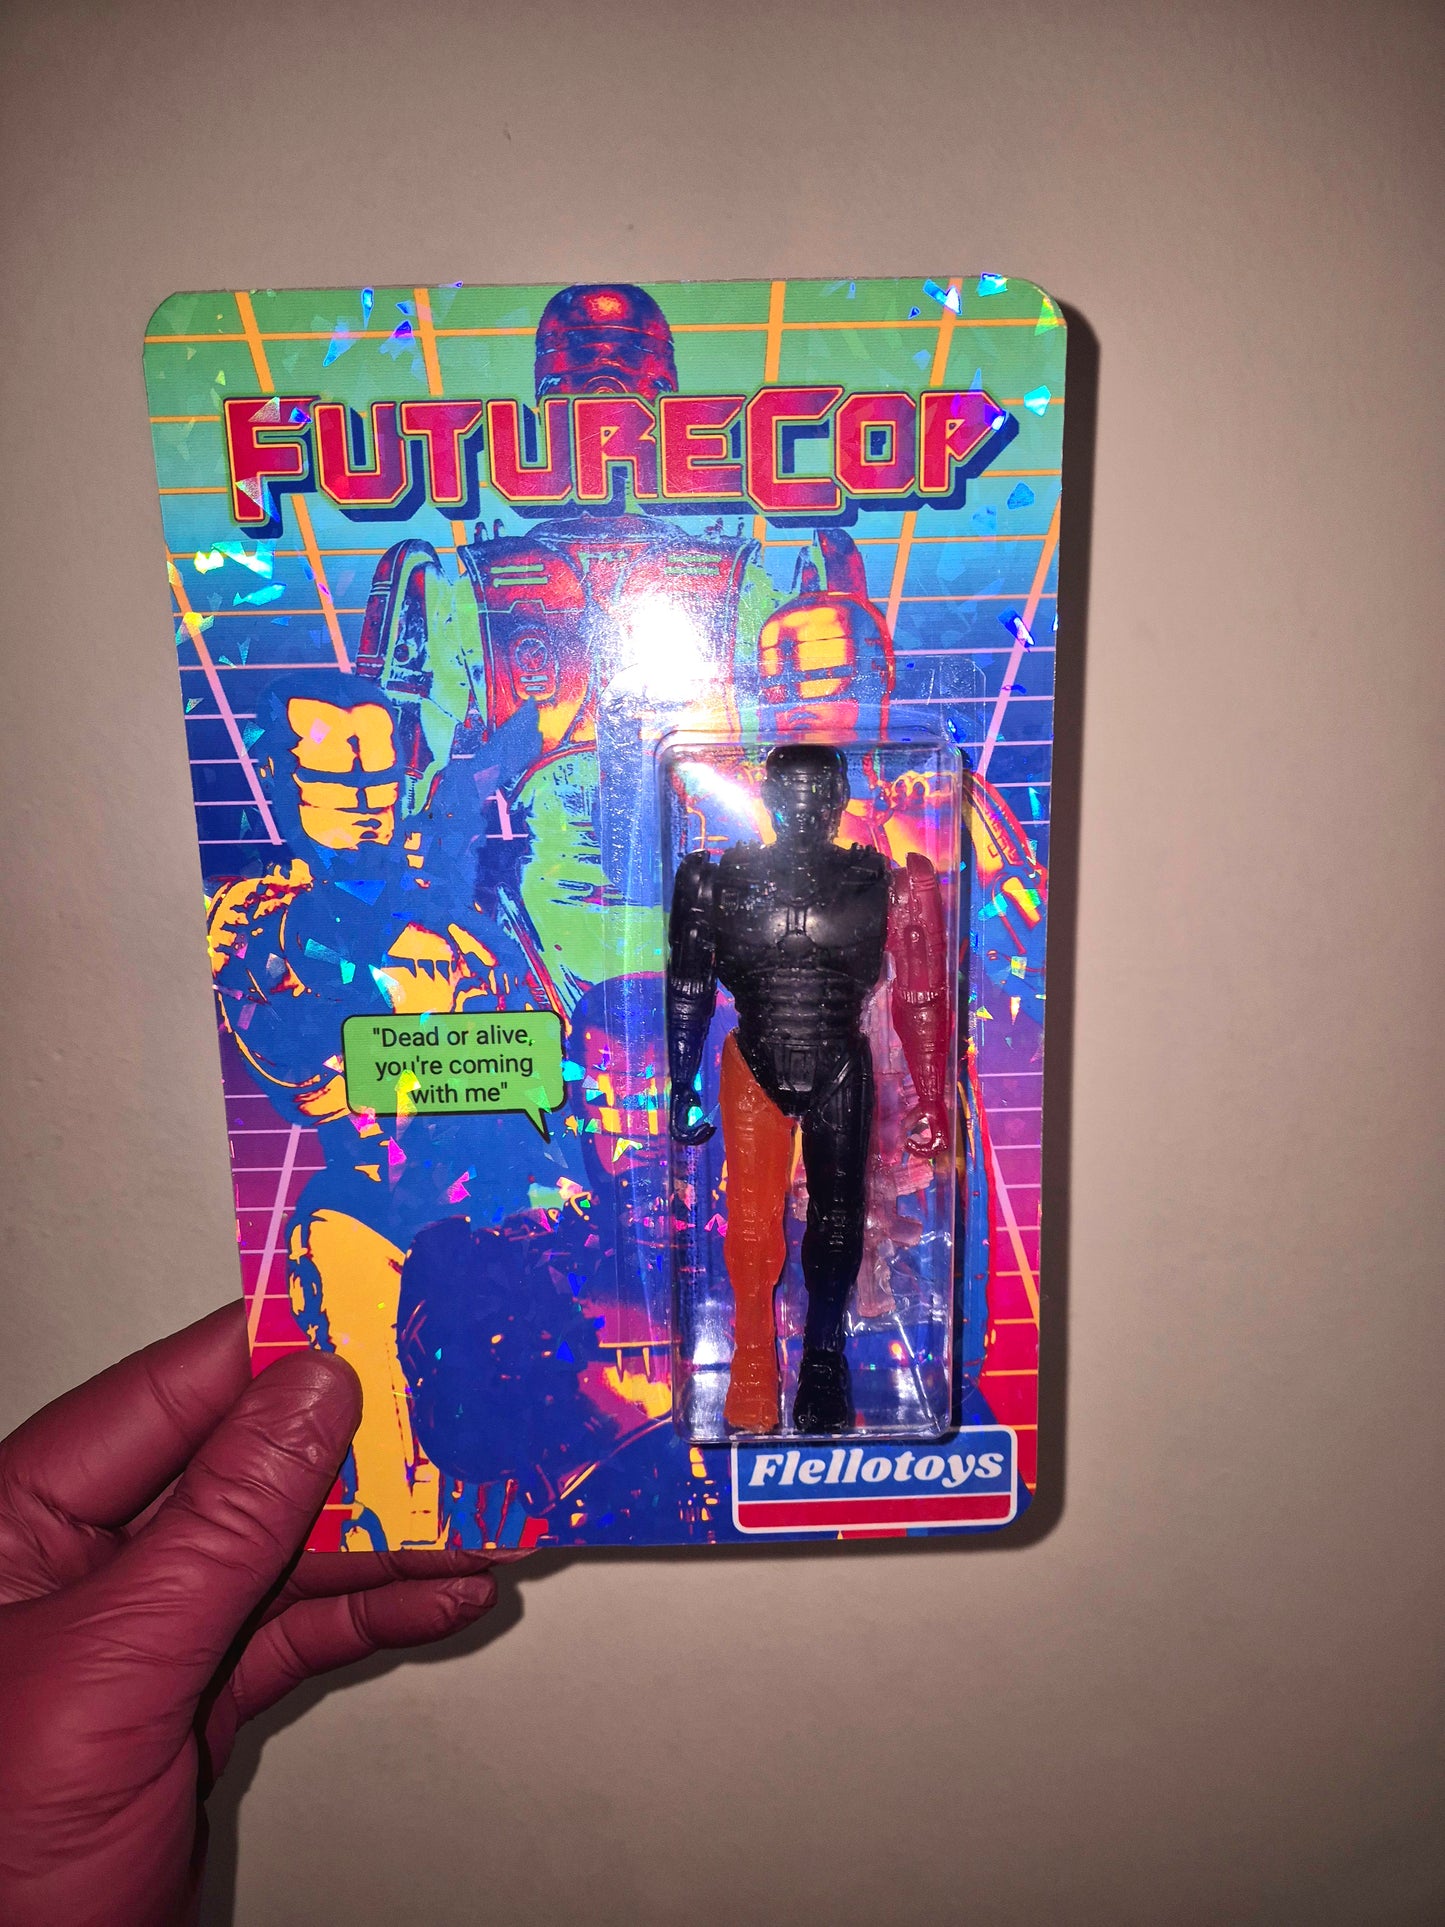 FUTURECOP
"Dead or alive,
you're coming
with me"
Flellotoys